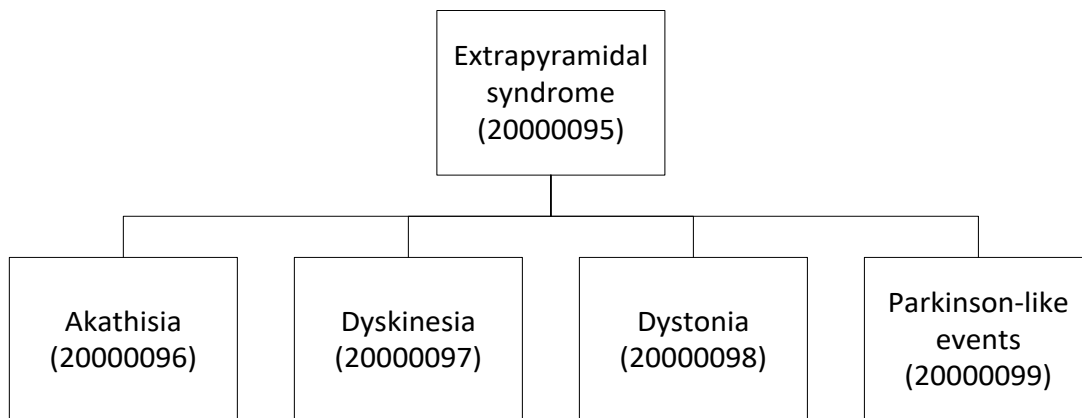 Extrapyramidal
syndrome
(20000095)
Akathisia
(20000096)
Dyskinesia
(20000097)
Dystonia
(20000098)
Parkinson-like
events
(20000099)